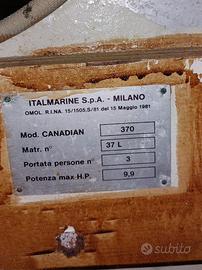 ITALMARINE S.p.A. - MILANO
OMOL. R.I.NA. 15/1505.S/81 del 15 Maggio 1981
Mod. CANADIAN 370
Matr. n° 37 L
Portata persone n° 3
Potenza max H.P. 9,9
subito